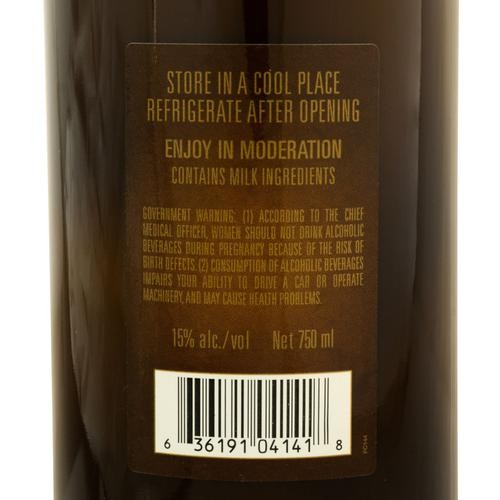 STORE IN A COOL PLACE
REFRIGERATE AFTER OPENING
ENJOY IN MODERATION
CONTAINS MILK INGREDIENTS
GOVERNMENT WARNING: (1) ACCORDING TO THE CHIEF
MEDICAL OFFICER, WOMEN SHOULD NOT DRINK ALCOHOLIC
BEVERAGES DURING PREGNANCY BECAUSE OF THE RISK OF
BIRTH DEFECTS. (2) CONSUMPTION OF ALCOHOLIC BEVERAGES
IMPAIRS YOUR ABILITY TO DRIVE A CAR OR OPERATE
MACHINERY, AND MAY CAUSE HEALTH PROBLEMS.
15% alc./vol Net 750 ml
6 36191 04141 8